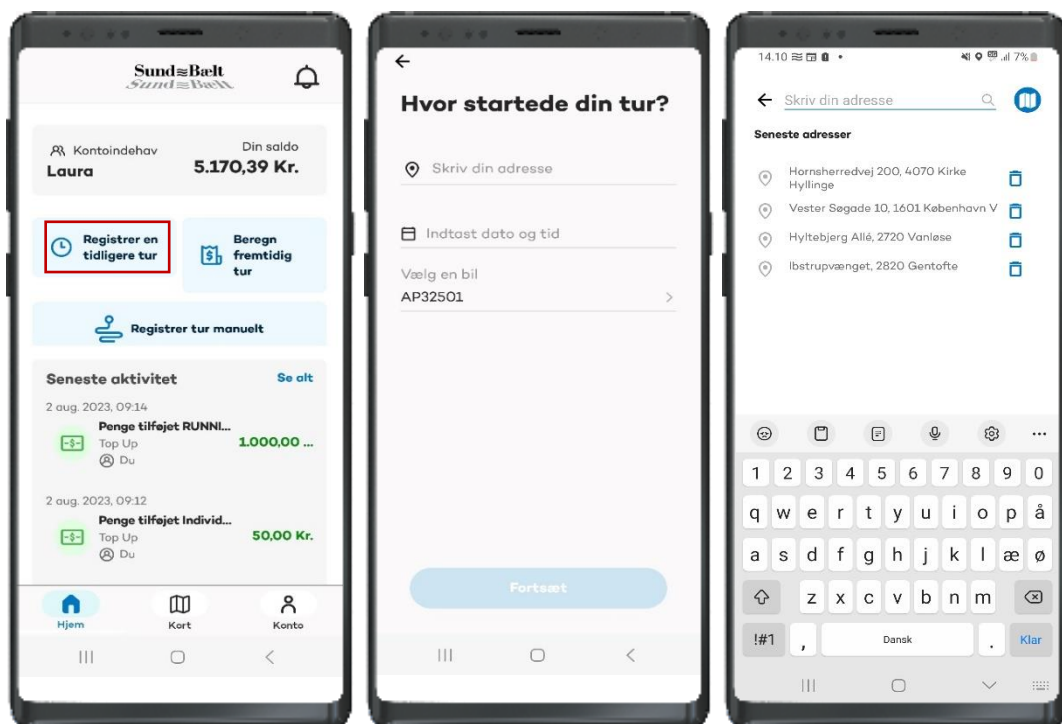 Sund≋Bælt
Sund≋Bælt
Kontoindehav
Laura
Din saldo
5.170,39 Kr.
Registrer en
tidligere tur
Beregn
fremtidig
tur
Registrer tur manuelt
Seneste aktivitet
Se alt
2 aug. 2023, 09:14
Penge tilføjet RUNNI...
Top Up
1.000,00 ...
Du
2 aug. 2023, 09:12
Penge tilføjet Individ...
Top Up
50,00 Kr.
Du
Hjem
Kort
Konto
Hvor startede din tur?
Skriv din adresse
Indtast dato og tid
Vælg en bil
AP32501
Fortsæt
14.10
7%
Skriv din adresse
Seneste adresser
Hornsherredvej 200, 4070 Kirke
Hyllinge
Vester Søgade 10, 1601 København V
Hyltebjerg Allé, 2720 Vanløse
Ibstrupvænget, 2820 Gentofte
1 2 3 4 5 6 7 8 9 0
q w e r t y u i o p å
a s d f g h j k l æ ø
z x c v b n m
!#1 , Dansk . Klar